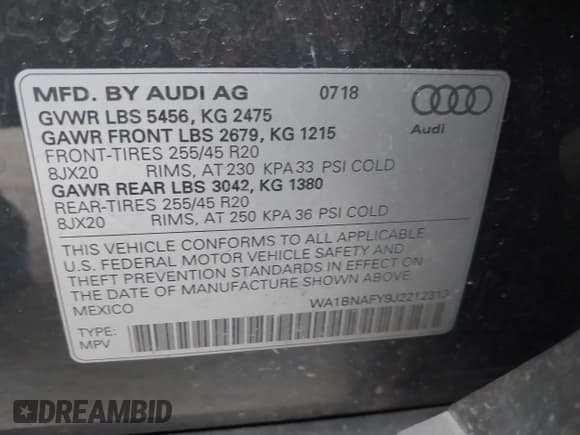 MFD. BY AUDI AG 0718
GVWR LBS 5456, KG 2475
GAWR FRONT LBS 2679, KG 1215
FRONT-TIRES 255/45 R20
8JX20 RIMS, AT 230 KPA 33 PSI COLD
GAWR REAR LBS 3042, KG 1380
REAR-TIRES 255/45 R20
8JX20 RIMS, AT 250 KPA 36 PSI COLD
Audi
THIS VEHICLE CONFORMS TO ALL APPLICABLE
U.S. FEDERAL MOTOR VEHICLE SAFETY AND
THEFT PREVENTION STANDARDS IN EFFECT ON
THE DATE OF MANUFACTURE SHOWN ABOVE.
MEXICO
WA1BNAFY9J2212313
TYPE:
MPV
DREAMBID